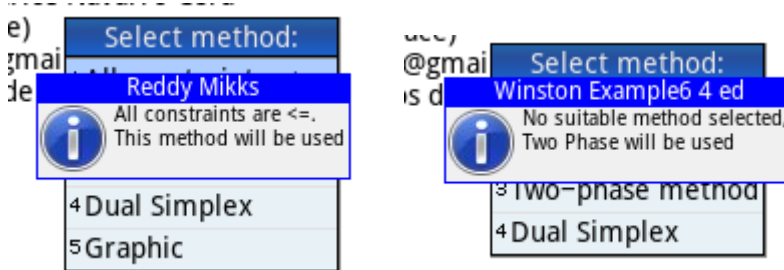 e)
Select method:
gmai
de
Reddy Mikks
All constraints are <=.
This method will be used
4 Dual Simplex
5 Graphic
@gmai
Select method:
os d
Winston Example6 4 ed
No suitable method selected,
Two Phase will be used
3 Two-phase method
4 Dual Simplex